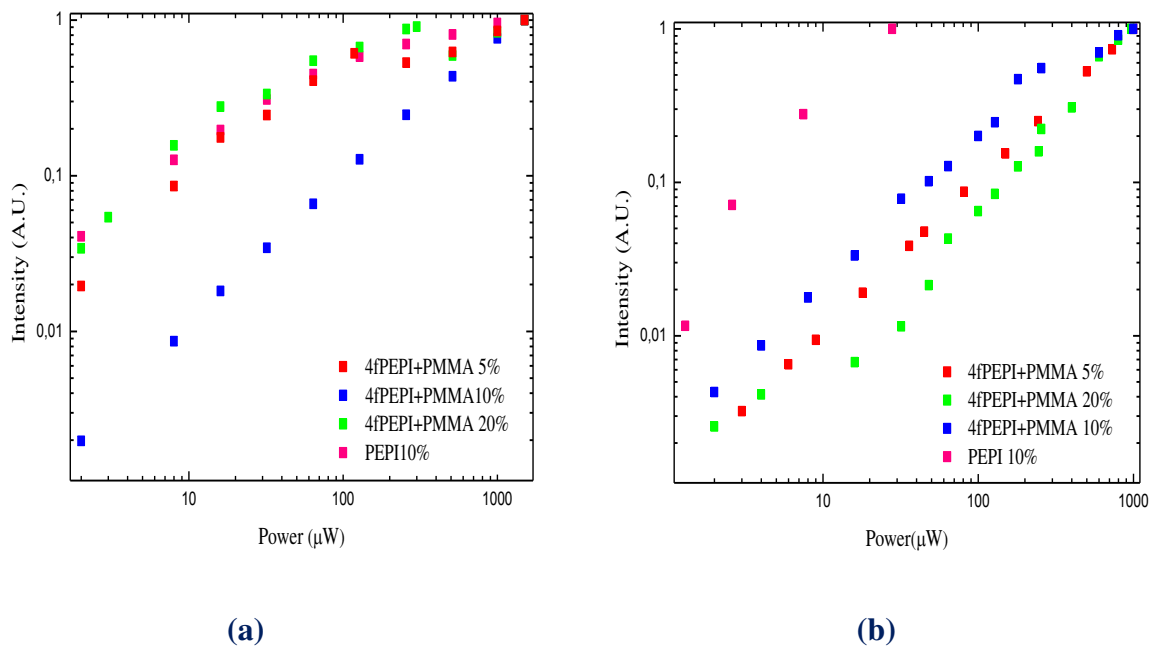 1
0,1
0,01
Intensity (A.U.)
4fPEPI+PMMA 5%
4fPEPI+PMMA10%
4fPEPI+PMMA 20%
PEPI10%
10
100
1000
Power (µW)
(a)
1
0,1
0,01
Intensity (A.U.)
4fPEPI+PMMA 5%
4fPEPI+PMMA 20%
4fPEPI+PMMA 10%
PEPI 10%
10
100
1000
Power(µW)
(b)